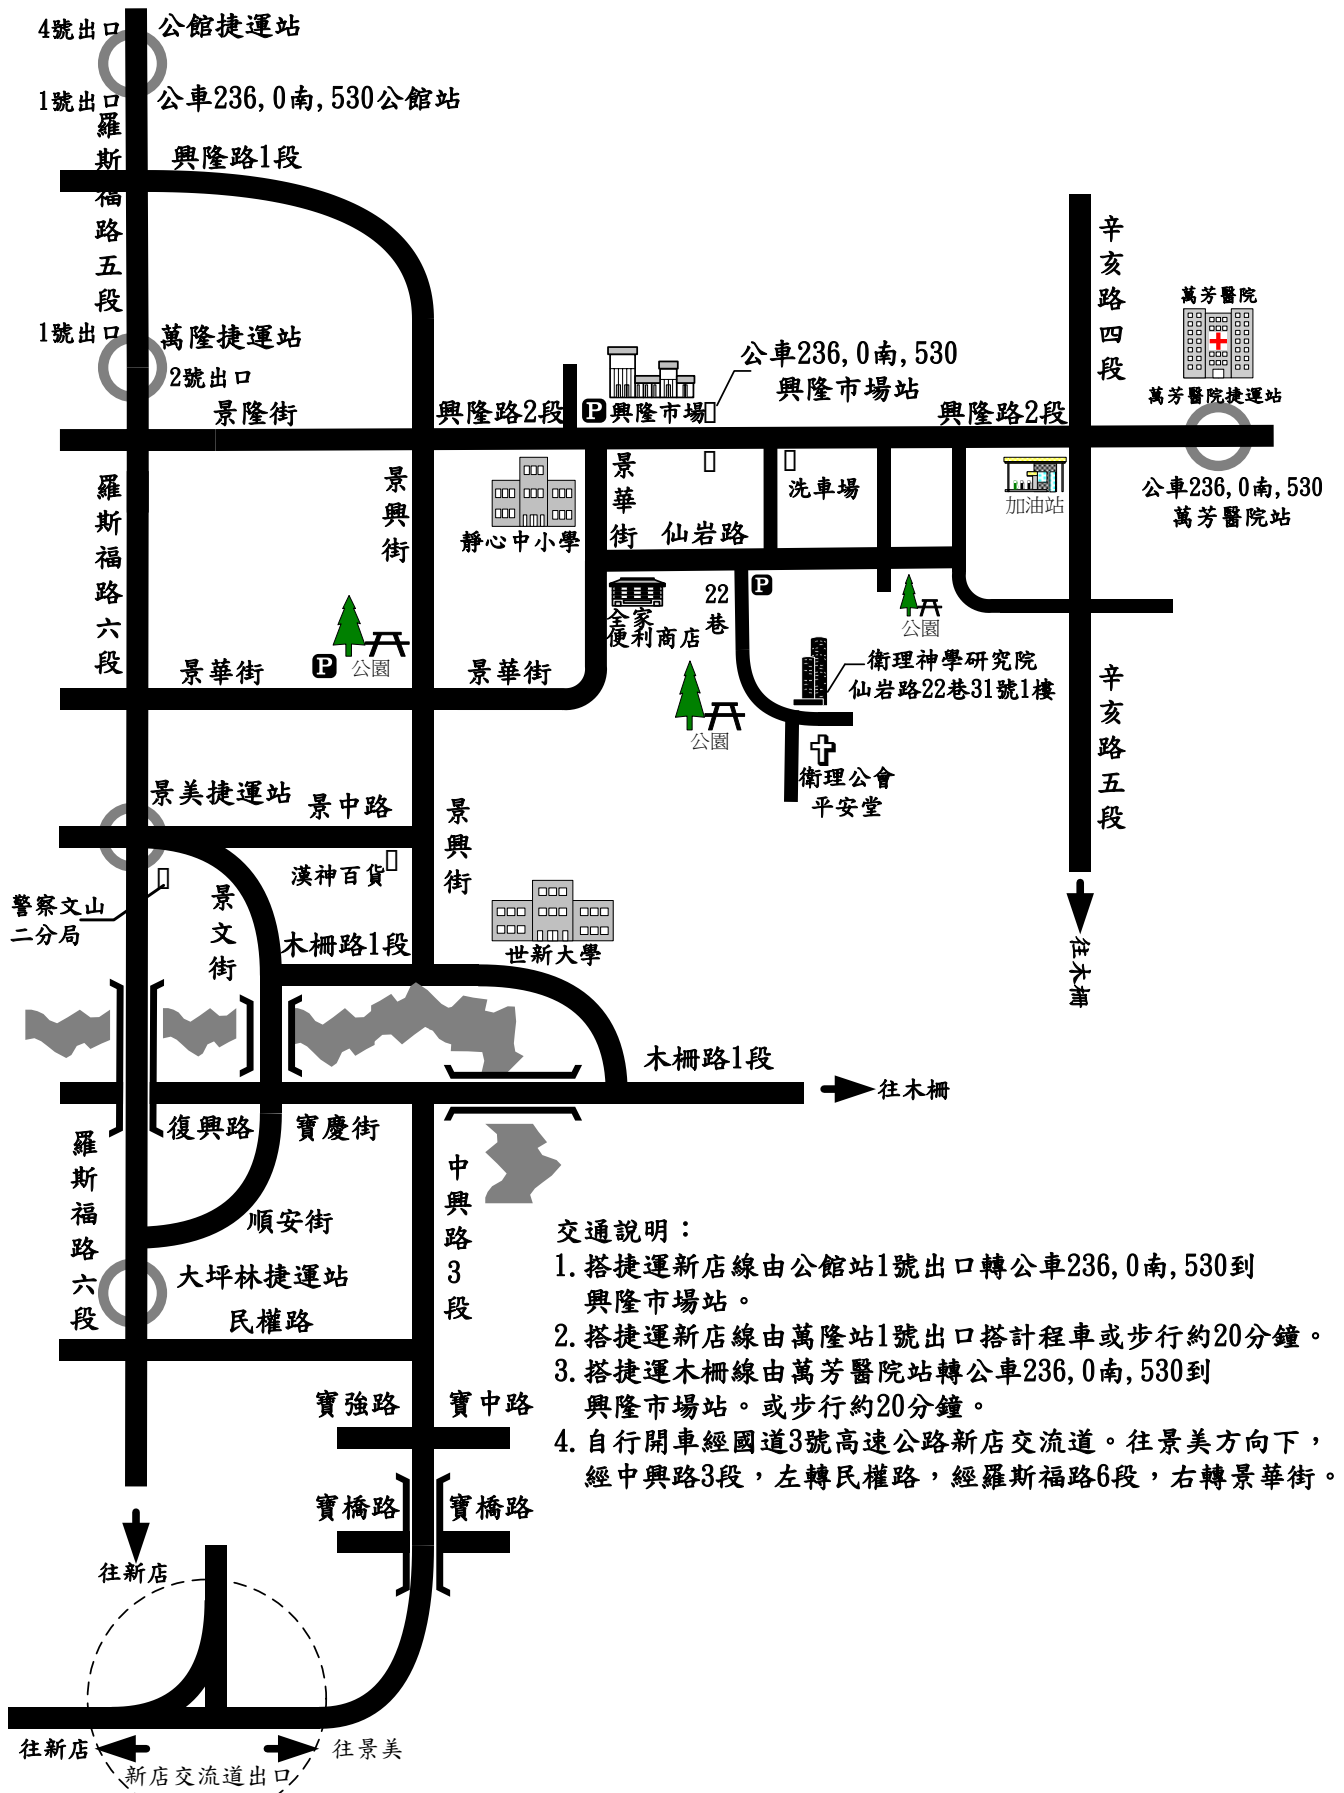 4號出口
公館捷運站
1號出口
公車236,0南,530公館站
羅斯福路五段
興隆路1段
1號出口
萬隆捷運站
2號出口
景隆街
興隆路2段
興隆市場
公車236,0南,530
興隆市場站
興隆路2段
辛亥路四段
萬芳醫院
萬芳醫院捷運站
公車236,0南,530
萬芳醫院站
羅斯福路六段
景興街
靜心中小學
景華街
仙岩路
洗車場
加油站
P
P
P
全家
便利商店
22巷
公園
公園
公園
景華街
景華街
衛理神學研究院
仙岩路22巷31號1樓
衛理公會
平安堂
辛亥路五段
往木柵
景美捷運站
景中路
景興街
漢神百貨
警察文山
二分局
景文街
木柵路1段
世新大學
木柵路1段
往木柵
復興路
寶慶街
羅斯福路六段
順安街
中興路3段
大坪林捷運站
民權路
寶強路
寶中路
寶橋路
寶橋路
往新店
往新店
往景美
新店交流道出口
交通說明：
1.搭捷運新店線由公館站1號出口轉公車236,0南,530到
興隆市場站。
2.搭捷運新店線由萬隆站1號出口搭計程車或步行約20分鐘。
3.搭捷運木柵線由萬芳醫院站轉公車236,0南,530到
興隆市場站。或步行約20分鐘。
4.自行開車經國道3號高速公路新店交流道。往景美方向下，
經中興路3段，左轉民權路，經羅斯福路6段，右轉景華街。